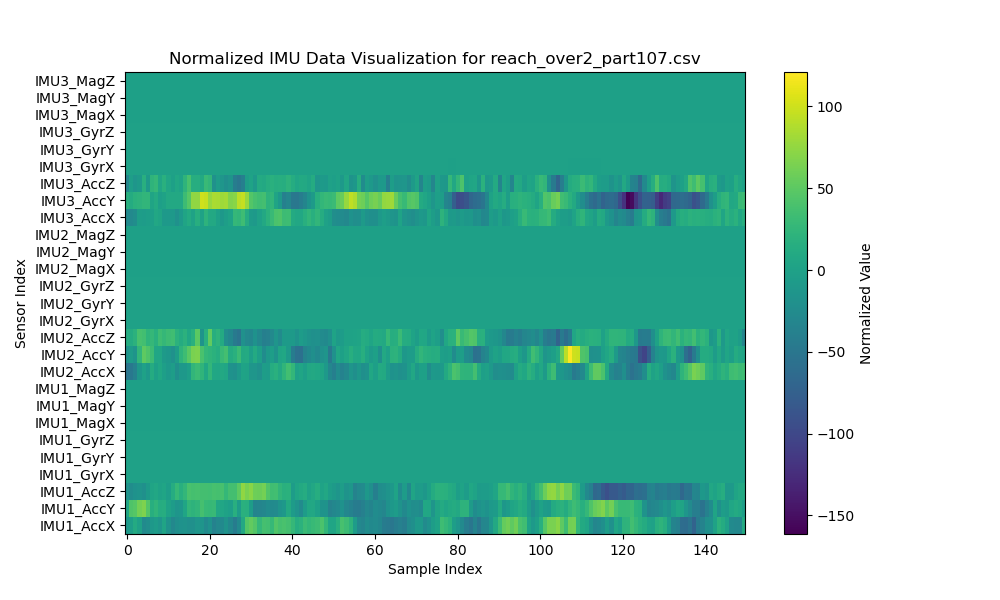 Normalized IMU Data Visualization for reach_over2_part107.csv
IMU3_MagZ
IMU3_MagY
IMU3_MagX
IMU3_GyrZ
IMU3_GyrY
IMU3_GyrX
IMU3_AccZ
IMU3_AccY
IMU3_AccX
IMU2_MagZ
IMU2_MagY
IMU2_MagX
IMU2_GyrZ
IMU2_GyrY
IMU2_GyrX
IMU2_AccZ
IMU2_AccY
IMU2_AccX
IMU1_MagZ
IMU1_MagY
IMU1_MagX
IMU1_GyrZ
IMU1_GyrY
IMU1_GyrX
IMU1_AccZ
IMU1_AccY
IMU1_AccX
Sensor Index
0 20 40 60 80 100 120 140
Sample Index
100
50
0
−50
−100
−150
Normalized Value